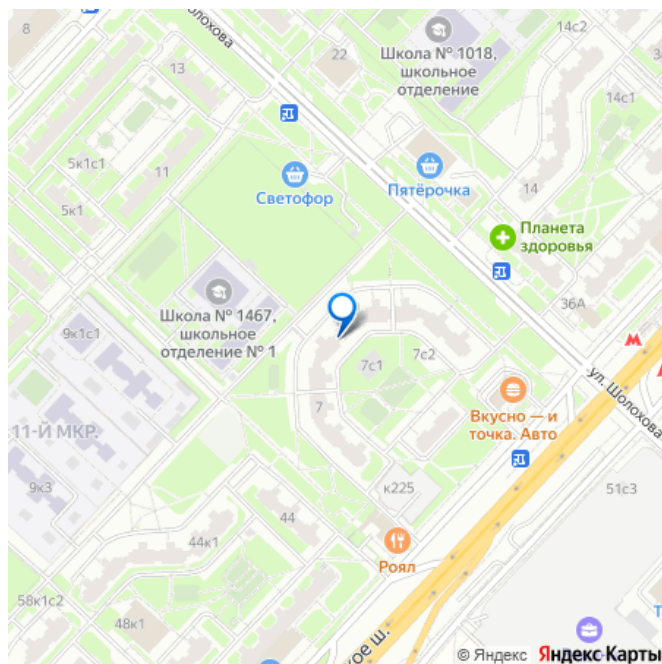 8
олохова
22
Школа № 1018,
школьное
отделение
14с2
13
14с1
5к1с1
11
Светофор
Пятёрочка
14
5к1
Планета
здоровья
Школа № 1467,
школьное
отделение № 1
36А
9к1с1
7с1
7с2
М
ул. Шолохова
7
Вкусно — и
точка. Авто
11-Й МКР.
9к3
к225
51с3
44
44к1
Роял
58к1с2
48к1
кое ш.
© Яндекс Яндекс Карты